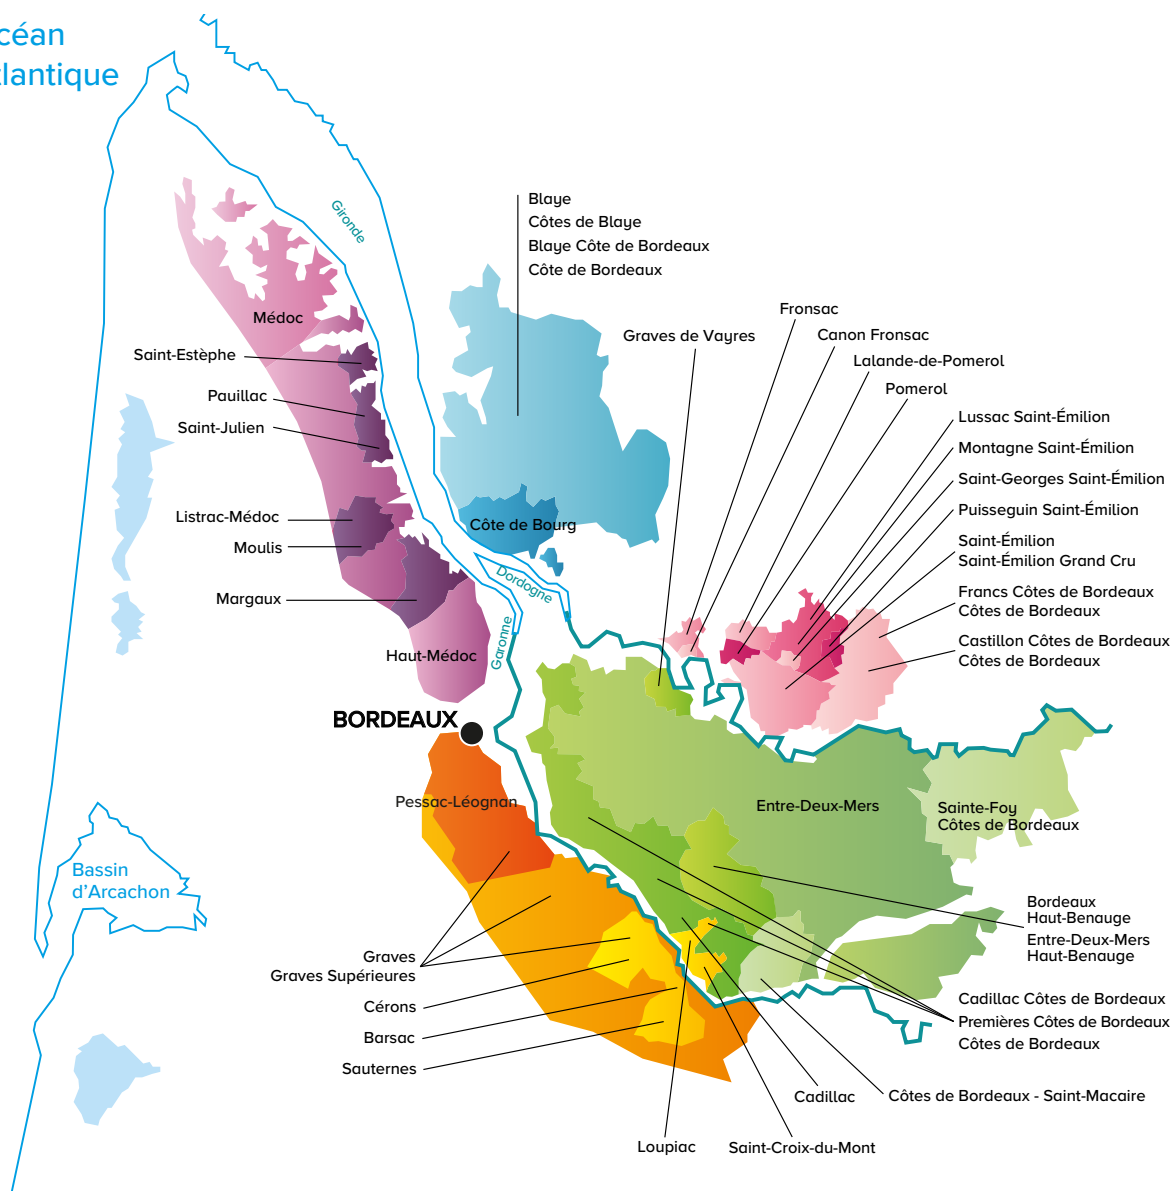 céan
tlantique
Gironde
Blaye
Côtes de Blaye
Blaye Côte de Bordeaux
Côte de Bordeaux
Médoc
Saint-Estèphe
Pauillac
Saint-Julien
Listrac-Médoc
Moulis
Margaux
Haut-Médoc
Côte de Bourg
Dordogne
Garonne
Graves de Vayres
Fronsac
Canon Fronsac
Lalande-de-Pomerol
Pomerol
Lussac Saint-Émilion
Montagne Saint-Émilion
Saint-Georges Saint-Émilion
Puisseguin Saint-Émilion
Saint-Émilion
Saint-Émilion Grand Cru
Francs Côtes de Bordeaux
Côtes de Bordeaux
Castillon Côtes de Bordeaux
Côtes de Bordeaux
BORDEAUX
Pessac-Léognan
Entre-Deux-Mers
Sainte-Foy
Côtes de Bordeaux
Bassin
d'Arcachon
Bordeaux
Haut-Benauge
Entre-Deux-Mers
Haut-Benauge
Graves
Graves Supérieures
Cérons
Barsac
Sauternes
Cadillac Côtes de Bordeaux
Premières Côtes de Bordeaux
Côtes de Bordeaux
Cadillac
Côtes de Bordeaux - Saint-Macaire
Loupiac
Saint-Croix-du-Mont